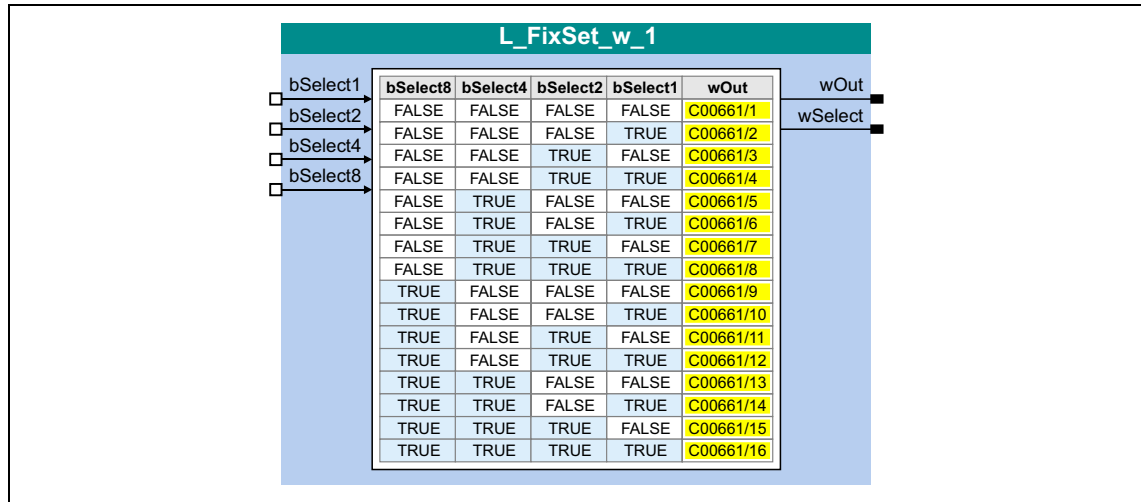 L_FixSet_w_1
bSelect1
bSelect2
bSelect4
bSelect8
bSelect8 bSelect4 bSelect2 bSelect1 wOut
FALSE FALSE FALSE FALSE C00661/1
FALSE FALSE FALSE TRUE C00661/2
FALSE FALSE TRUE FALSE C00661/3
FALSE FALSE TRUE TRUE C00661/4
FALSE TRUE FALSE FALSE C00661/5
FALSE TRUE FALSE TRUE C00661/6
FALSE TRUE TRUE FALSE C00661/7
FALSE TRUE TRUE TRUE C00661/8
TRUE FALSE FALSE FALSE C00661/9
TRUE FALSE FALSE TRUE C00661/10
TRUE FALSE TRUE FALSE C00661/11
TRUE FALSE TRUE TRUE C00661/12
TRUE TRUE FALSE FALSE C00661/13
TRUE TRUE FALSE TRUE C00661/14
TRUE TRUE TRUE FALSE C00661/15
TRUE TRUE TRUE TRUE C00661/16
wOut
wSelect